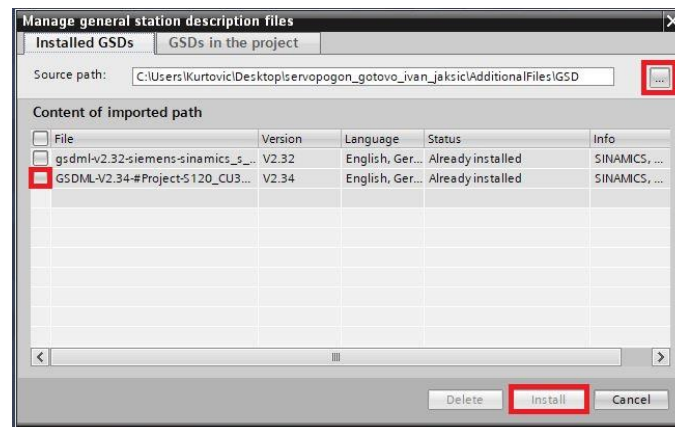 Manage general station description files
Installed GSDs GSDs in the project
Source path: C:\Users\Kurtovic\Desktop\servopogon_gotovo_ivan_jaksic\AdditionalFiles\GSD ...
Content of imported path
File Version Language Status Info
gsdml-v2.32-siemens-sinamics_s_... V2.32 English, Ger... Already installed SINAMICS, ...
GSDML-V2.34-#Project-S120_CU3... V2.34 English, Ger... Already installed SINAMICS, ...
Delete Install Cancel